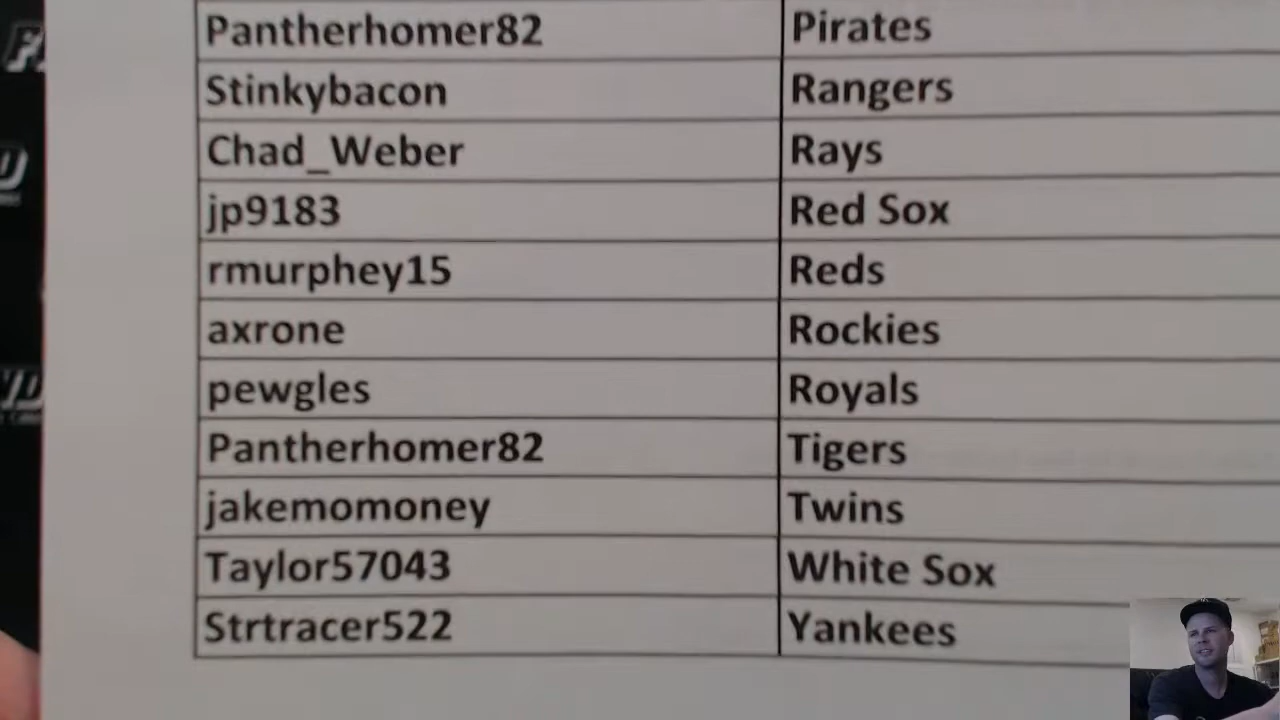 Pantherhomer82 Pirates
Stinkybacon Rangers
Chad_Weber Rays
jp9183 Red Sox
rmurphey15 Reds
axrone Rockies
pewgles Royals
Pantherhomer82 Tigers
jakemomoney Twins
Taylor57043 White Sox
Strtracer522 Yankees